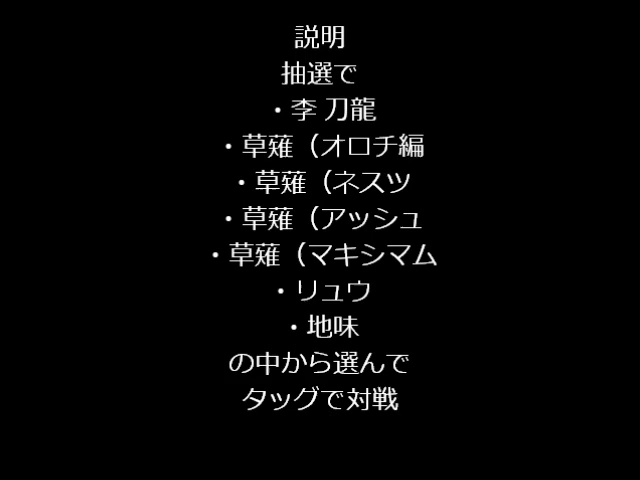 説明
抽選で
・李 刀龍
・草薙（オロチ編
・草薙（ネスツ
・草薙（アッシュ
・草薙（マキシマム
・リュウ
・地味
の中から選んで
タッグで対戦